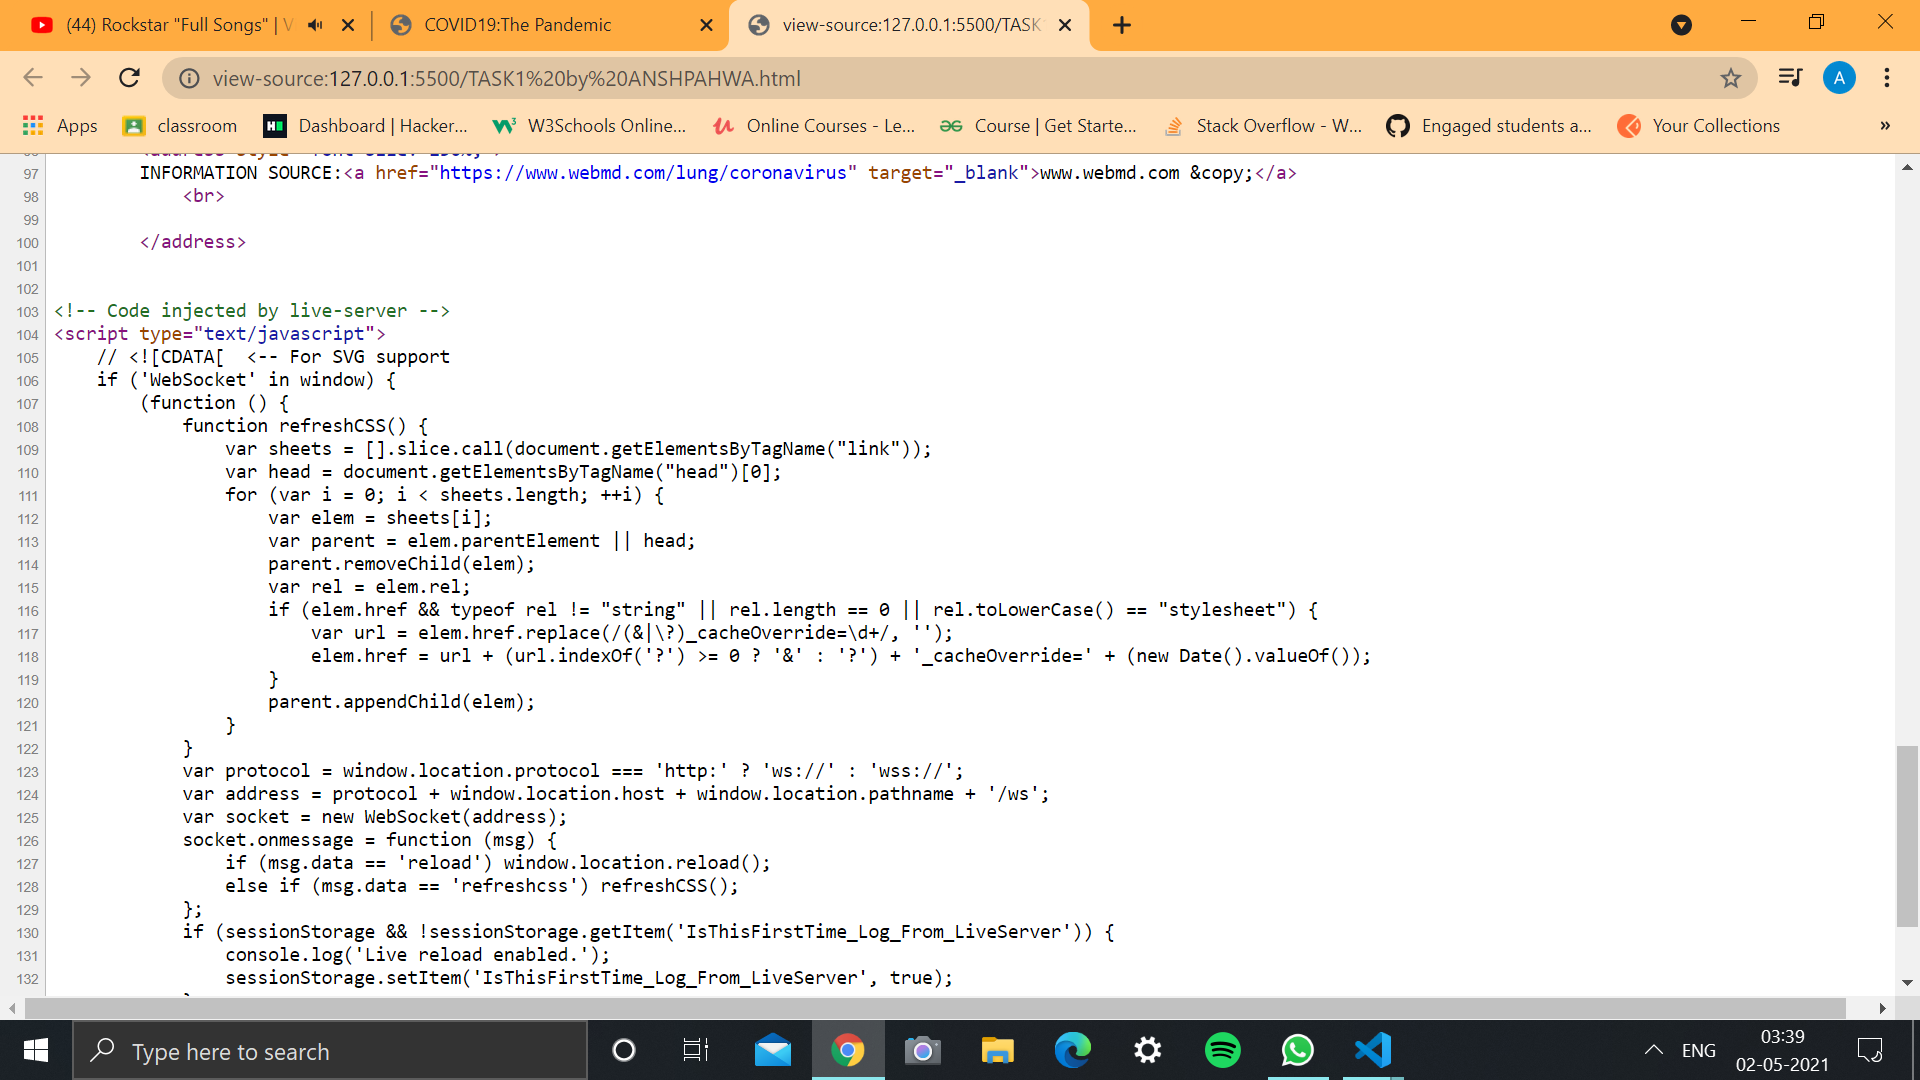 (44) Rockstar "Full Songs" | V
COVID19:The Pandemic
view-source:127.0.0.1:5500/TASK
view-source:127.0.0.1:5500/TASK1%20by%20ANSHPAHWA.html
A
Apps
classroom
Dashboard | Hacker...
W3Schools Online...
Online Courses - Le...
Course | Get Starte...
Stack Overflow - W...
Engaged students a...
Your Collections
»
97 INFORMATION SOURCE:<a href="https://www.webmd.com/lung/coronavirus" target="_blank">www.webmd.com &copy;</a>
98 <br>
99
100 </address>
101
102
103 <!-- Code injected by live-server -->
104 <script type="text/javascript">
105 // <![CDATA[  <-- For SVG support
106 if ('WebSocket' in window) {
107 (function () {
108 function refreshCSS() {
109 var sheets = [].slice.call(document.getElementsByTagName("link"));
110 var head = document.getElementsByTagName("head")[0];
111 for (var i = 0; i < sheets.length; ++i) {
112 var elem = sheets[i];
113 var parent = elem.parentElement || head;
114 parent.removeChild(elem);
115 var rel = elem.rel;
116 if (elem.href && typeof rel != "string" || rel.length == 0 || rel.toLowerCase() == "stylesheet") {
117 var url = elem.href.replace(/(&|\?)_cacheOverride=\d+/, '');
118 elem.href = url + (url.indexOf('?') >= 0 ? '&' : '?') + '_cacheOverride=' + (new Date().valueOf());
119 }
120 parent.appendChild(elem);
121 }
122 }
123 var protocol = window.location.protocol === 'http:' ? 'ws://' : 'wss://';
124 var address = protocol + window.location.host + window.location.pathname + '/ws';
125 var socket = new WebSocket(address);
126 socket.onmessage = function (msg) {
127 if (msg.data == 'reload') window.location.reload();
128 else if (msg.data == 'refreshcss') refreshCSS();
129 };
130 if (sessionStorage && !sessionStorage.getItem('IsThisFirstTime_Log_From_LiveServer')) {
131 console.log('Live reload enabled.');
132 sessionStorage.setItem('IsThisFirstTime_Log_From_LiveServer', true);
Type here to search
ENG
03:39
02-05-2021